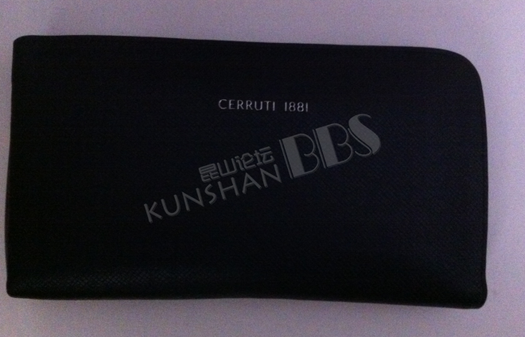 CERRUTI 1881
昆山论坛 BBS
KUNSHAN